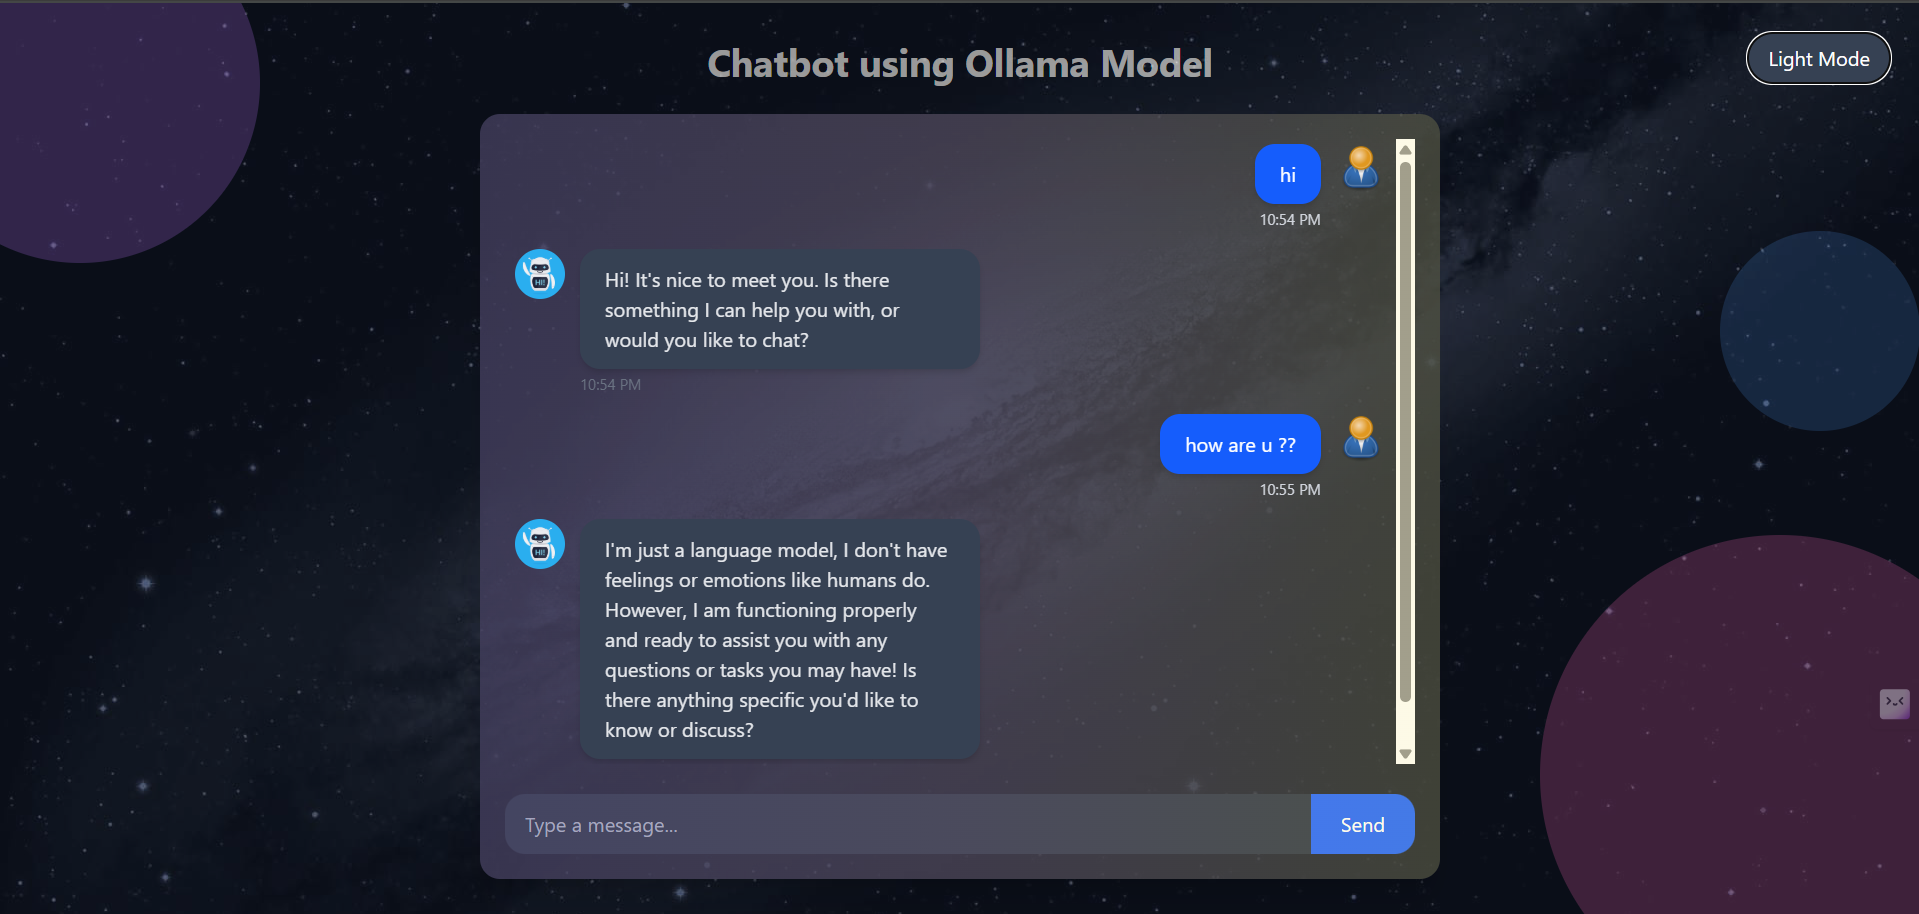 Chatbot using Ollama Model
Light Mode
hi
10:54 PM
HI!
Hi! It's nice to meet you. Is there
something I can help you with, or
would you like to chat?
10:54 PM
how are u ??
10:55 PM
HI!
I'm just a language model, I don't have
feelings or emotions like humans do.
However, I am functioning properly
and ready to assist you with any
questions or tasks you may have! Is
there anything specific you'd like to
know or discuss?
Type a message...
Send